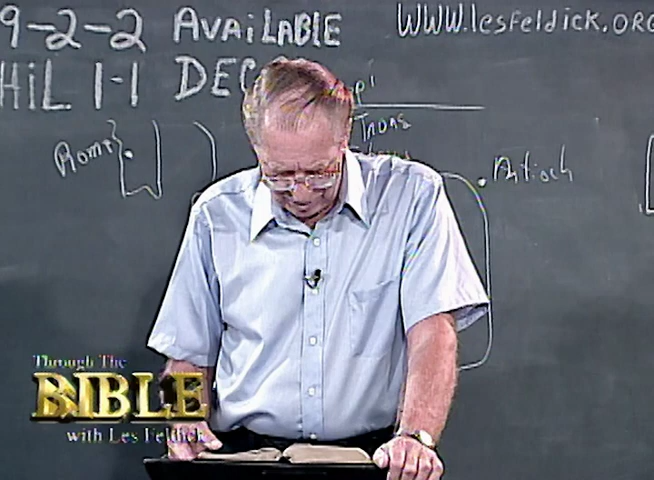 9-2-2 AVAILABLE
WWW.lesfeldick.ORG
HiL 1-1 DEC
Rome
Antioch
Through The
BIBLE
with Les Feldick